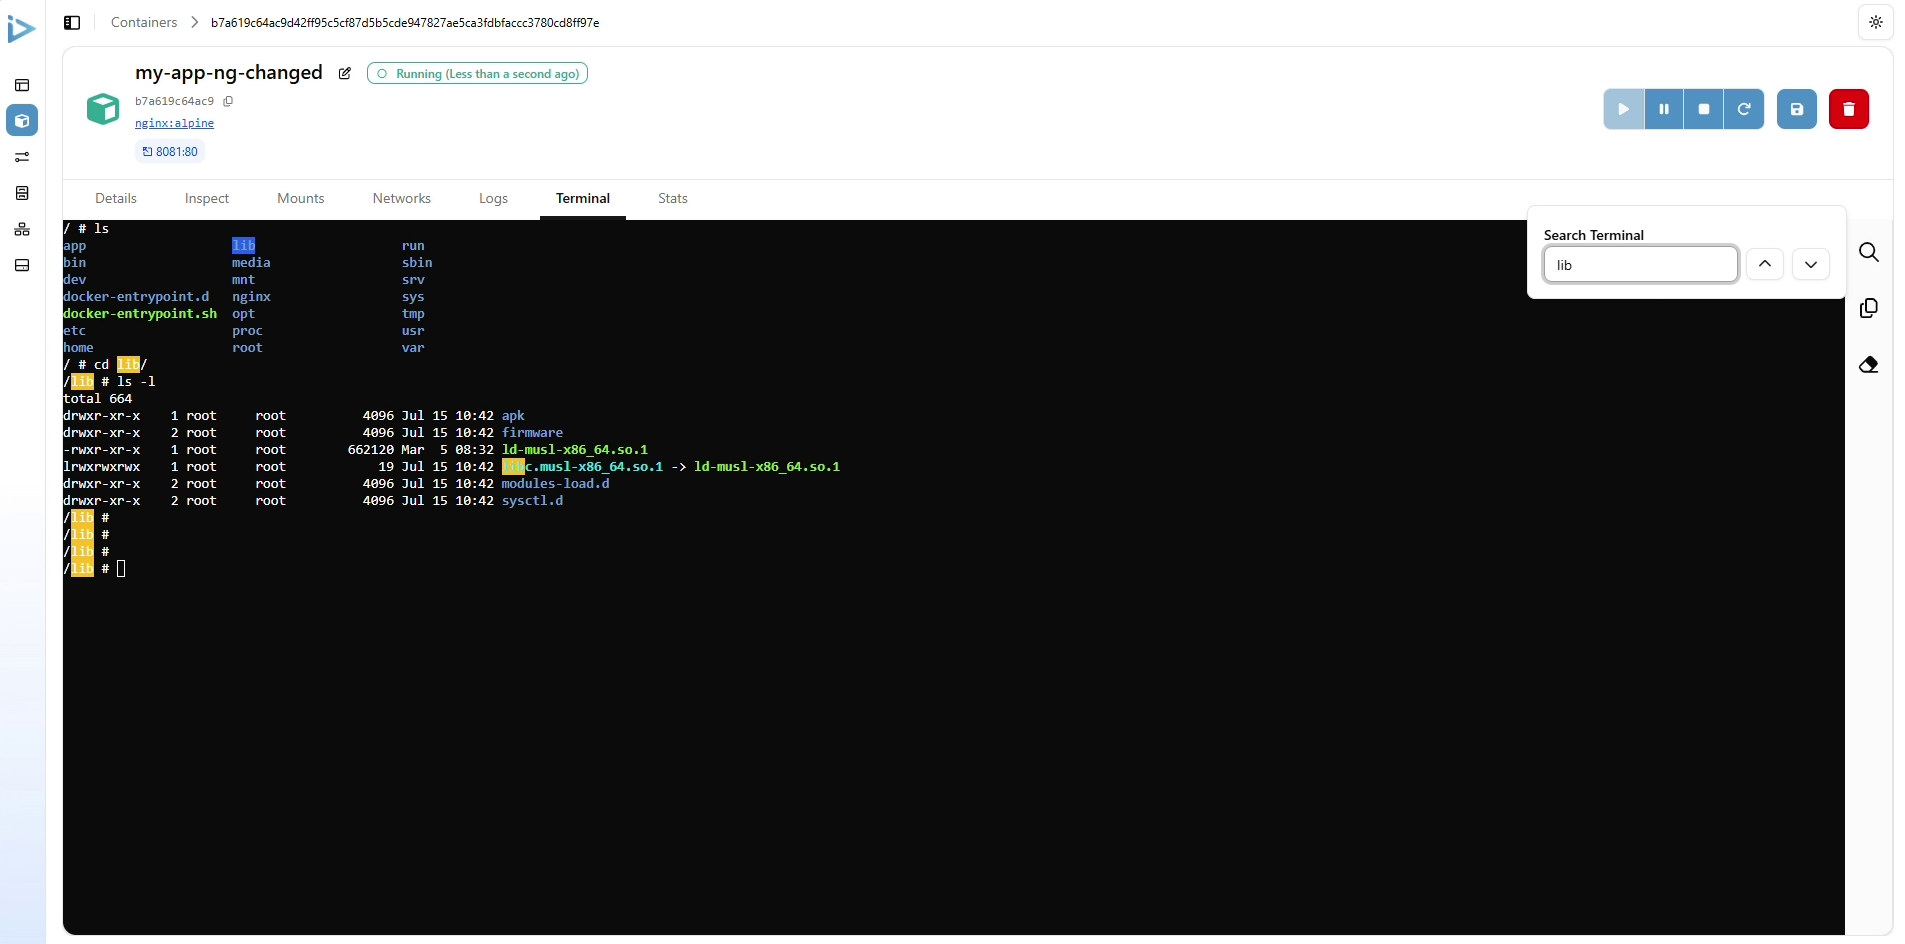 Containers > b7a619c64ac9d42ff95c5cf87d5b5cde947827ae5ca3fdbfaccc3780cd8ff97e
my-app-ng-changed Running (Less than a second ago)
b7a619c64ac9
nginx:alpine
8081:80
Details Inspect Mounts Networks Logs Terminal Stats
Search Terminal
lib
/ # ls
app lib run
bin media sbin
dev mnt srv
docker-entrypoint.d nginx sys
docker-entrypoint.sh opt tmp
etc proc usr
home root var
/ # cd lib/
/lib # ls -l
total 664
drwxr-xr-x 1 root root 4096 Jul 15 10:42 apk
drwxr-xr-x 2 root root 4096 Jul 15 10:42 firmware
-rwxr-xr-x 1 root root 662120 Mar 5 08:32 ld-musl-x86_64.so.1
lrwxrwxrwx 1 root root 19 Jul 15 10:42 libc.musl-x86_64.so.1 -> ld-musl-x86_64.so.1
drwxr-xr-x 2 root root 4096 Jul 15 10:42 modules-load.d
drwxr-xr-x 2 root root 4096 Jul 15 10:42 sysctl.d
/lib #
/lib #
/lib #
/lib #